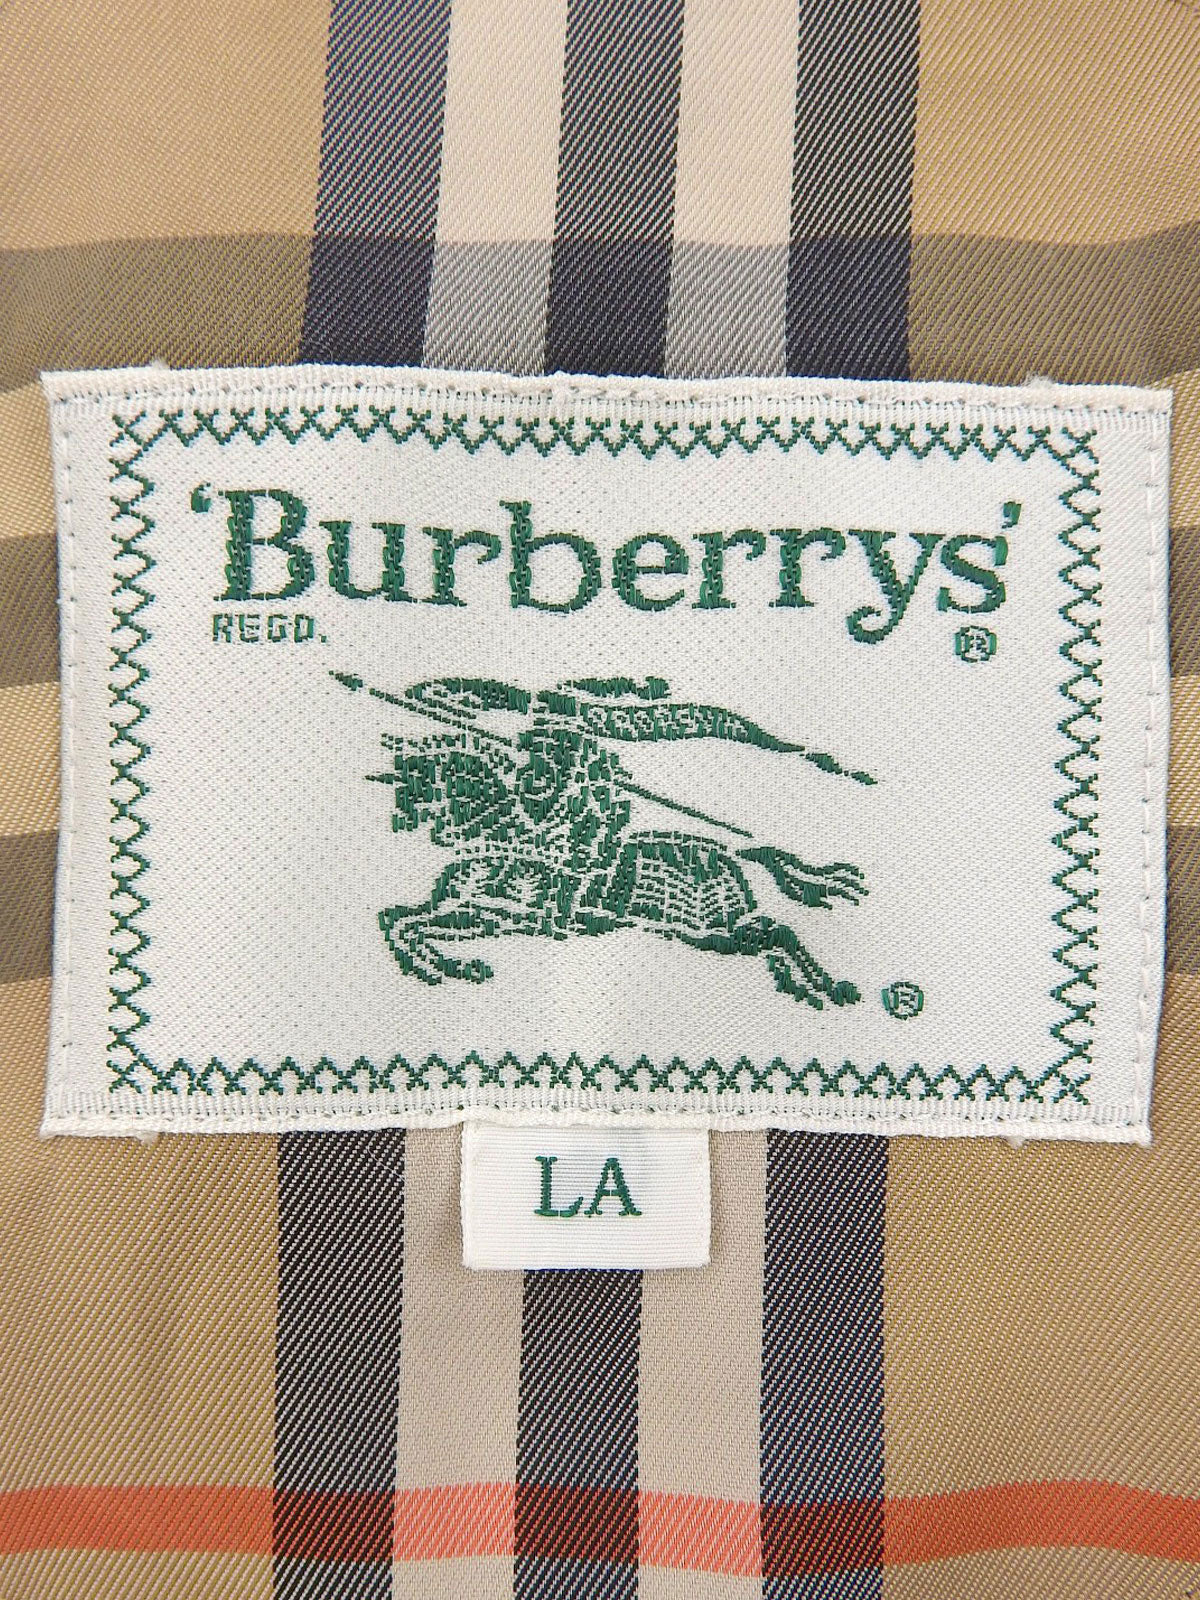 ‘Burberrys’
REGD. ®
®
LA